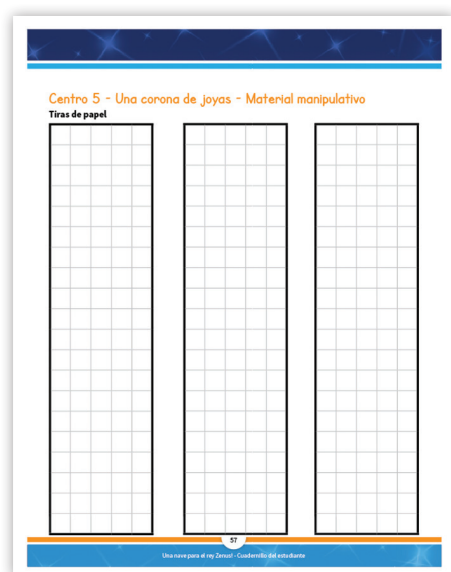 Centro 5 - Una corona de joyas - Material manipulativo
Tiras de papel
57
Una nave para el rey Zenus! - Cuadernillo del estudiante